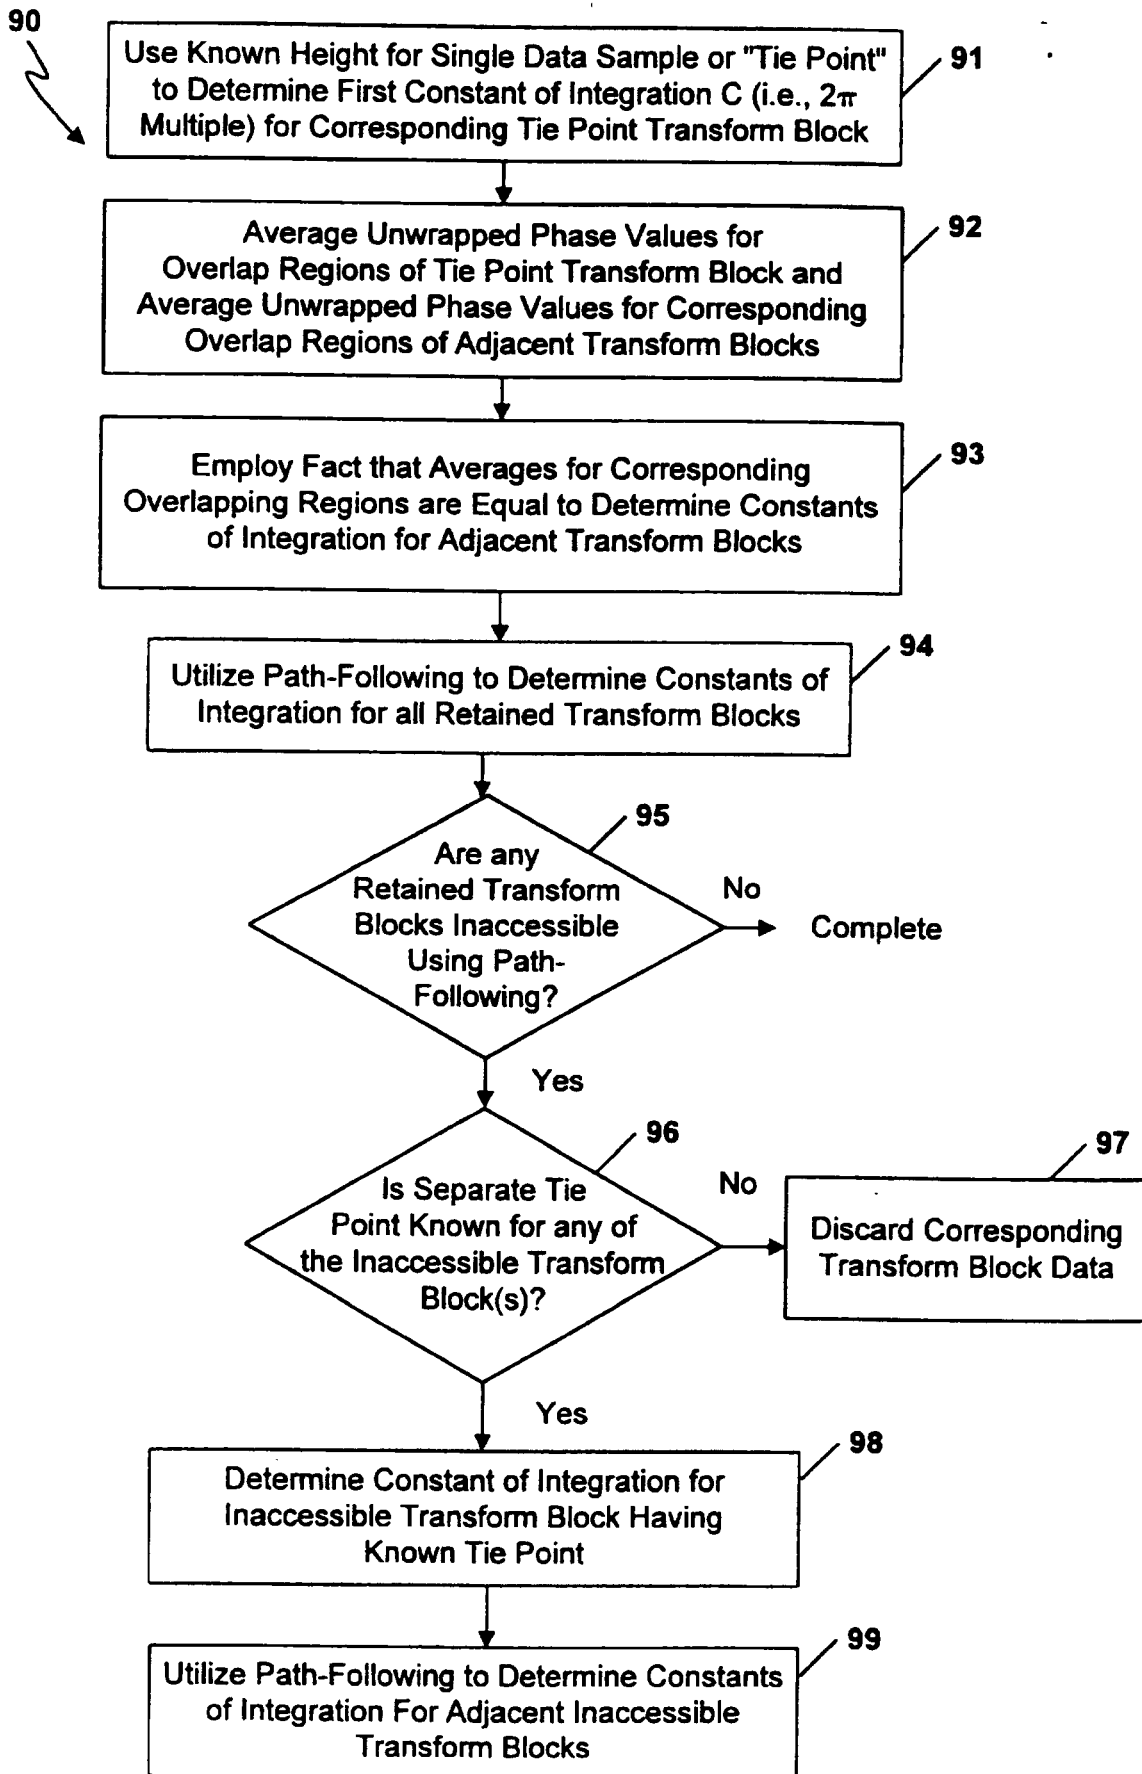 90
Use Known Height for Single Data Sample or "Tie Point"
to Determine First Constant of Integration C (i.e., 2π
Multiple) for Corresponding Tie Point Transform Block
91
Average Unwrapped Phase Values for
Overlap Regions of Tie Point Transform Block and
Average Unwrapped Phase Values for Corresponding
Overlap Regions of Adjacent Transform Blocks
92
Employ Fact that Averages for Corresponding
Overlapping Regions are Equal to Determine Constants
of Integration for Adjacent Transform Blocks
93
Utilize Path-Following to Determine Constants of
Integration for all Retained Transform Blocks
94
Are any
Retained Transform
Blocks Inaccessible
Using Path-
Following?
95
No
Complete
Yes
Is Separate Tie
Point Known for any of
the Inaccessible Transform
Block(s)?
96
No
Discard Corresponding
Transform Block Data
97
Yes
Determine Constant of Integration for
Inaccessible Transform Block Having
Known Tie Point
98
Utilize Path-Following to Determine Constants
of Integration For Adjacent Inaccessible
Transform Blocks
99